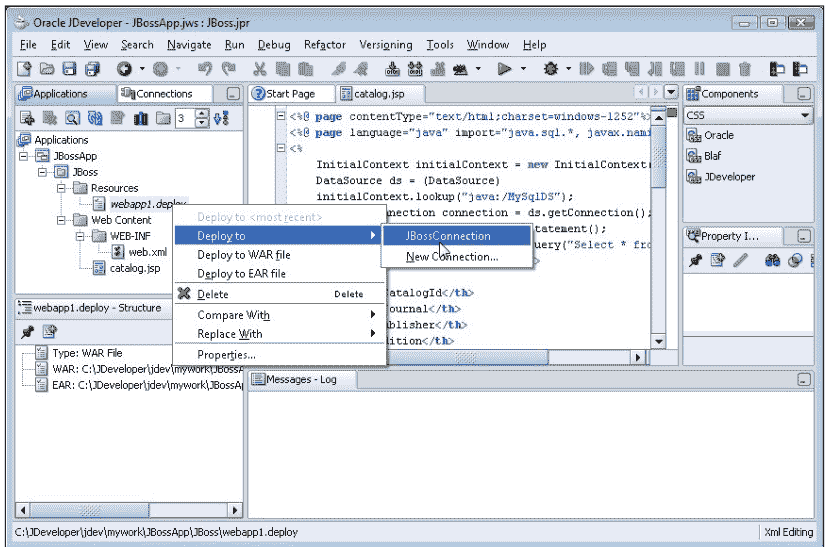 Oracle JDeveloper - JBossApp.jws : JBoss.jpr
File Edit View Search Navigate Run Debug Refactor Versioning Tools Window Help
3
Applications Connections
Applications
JBossApp
JBoss
Resources
webapp1.deploy
Web Content
WEB-INF
web.xml
catalog.jsp
Start Page catalog.jsp
<%@ page contentType="text/html;charset=windows-1252"%>
<%@ page language="java" import="java.sql.*, javax.nami
<%
InitialContext initialContext = new InitialContext(
DataSource ds = (DataSource)
initialContext.lookup("java:/MySqlDS");
nnection connection = ds.getConnection();
tatement();
query("Select * fro
CatalogId</th>
ournal</th>
blisher</th>
dition</th>
Deploy to <most recent>
Deploy to
Deploy to WAR file
Deploy to EAR file
Delete Delete
Compare With
Replace With
Properties...
JBossConnection
New Connection...
Components
CSS
Oracle
Blaf
JDeveloper
Property I...
webapp1.deploy - Structure
Type: WAR File
WAR: C:\JDeveloper\jdev\mywork\JBossA
EAR: C:\JDeveloper\jdev\mywork\JBossA
Messages - Log
C:\JDeveloper\jdev\mywork\JBossApp\JBoss\webapp1.deploy
Xml Editing